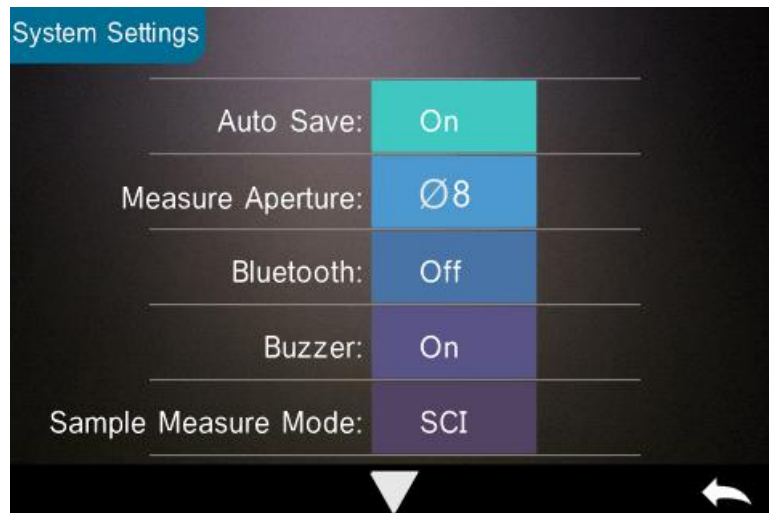 System Settings
Auto Save: On
Measure Aperture: Ø8
Bluetooth: Off
Buzzer: On
Sample Measure Mode: SCI